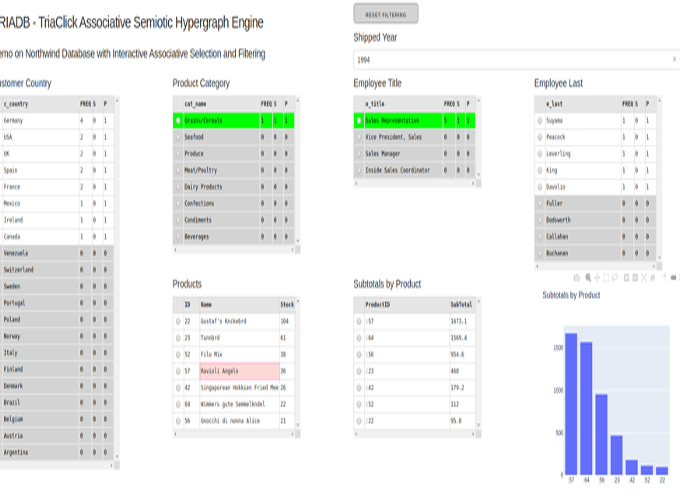 RIADB - TriaClick Associative Semiotic Hypergraph Engine
emo on Northwind Database with Interactive Associative Selection and Filtering
RESET FILTERING
Shipped Year
1994 x
ustomer Country
c_country FREQ S P
Germany 4 0 1
USA 2 0 1
UK 2 0 1
Spain 2 0 1
France 2 0 1
Mexico 1 0 1
Ireland 1 0 1
Canada 1 0 1
Venezuela 0 0 0
Switzerland 0 0 0
Sweden 0 0 0
Portugal 0 0 0
Poland 0 0 0
Norway 0 0 0
Italy 0 0 0
Finland 0 0 0
Denmark 0 0 0
Brazil 0 0 0
Belgium 0 0 0
Austria 0 0 0
Argentina 0 0 0
Product Category
cat_name FREQ S P
Grains/Cereals 1 1 1
Seafood 0 0 0
Produce 0 0 0
Meat/Poultry 0 0 0
Dairy Products 0 0 0
Confections 0 0 0
Condiments 0 0 0
Beverages 0 0 0
Employee Title
e_title FREQ S P
Sales Representative 5 1 1
Vice President, Sales 0 0 0
Sales Manager 0 0 0
Inside Sales Coordinator 0 0 0
Employee Last
e_last FREQ S P
Suyama 1 0 1
Peacock 1 0 1
Leverling 1 0 1
King 1 0 1
Davolio 1 0 1
Fuller 0 0 0
Dodsworth 0 0 0
Callahan 0 0 0
Buchanan 0 0 0
Products
ID Name Stock
22 Gustaf's Knckebrd 104
23 Tunnbrd 61
52 Filo Mix 38
57 Ravioli Angelo 36
42 Singaporean Hokkien Fried Mee 26
64 Wimmers gute Semmelkndel 22
56 Gnocchi di nonna Alice 21
Subtotals by Product
ProductID SubTotal
:57 1673.1
:64 1569.4
:56 954.6
:23 468
:42 179.2
:52 112
:22 95.8
Subtotals by Product
1500
1000
500
0
:57 :64 :56 :23 :42 :52 :22